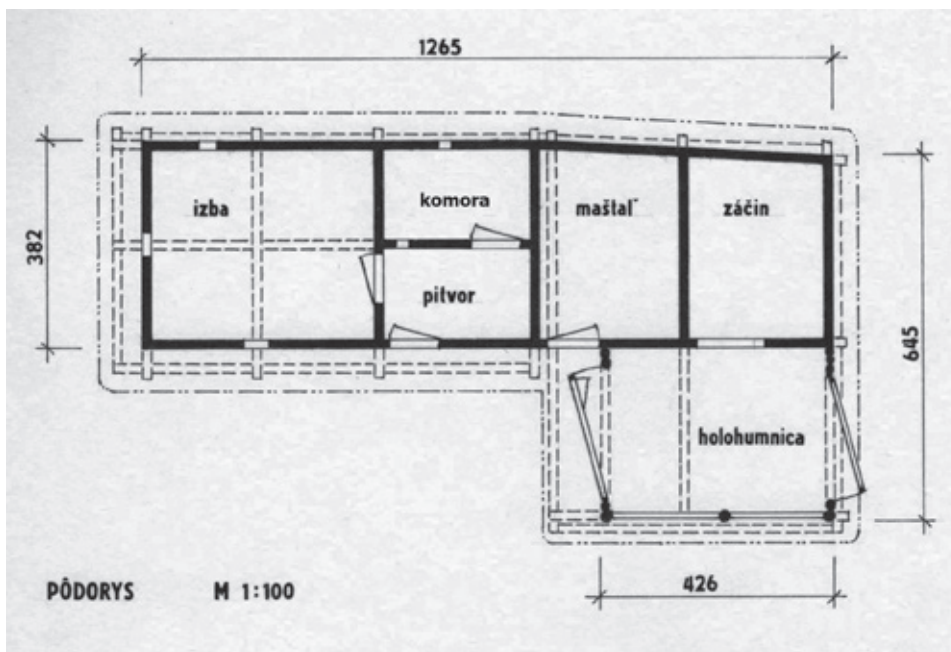 1265
382
izba
komora
maštaľ
záčin
pitvor
645
holohumnica
426
PÔDORYS M 1:100